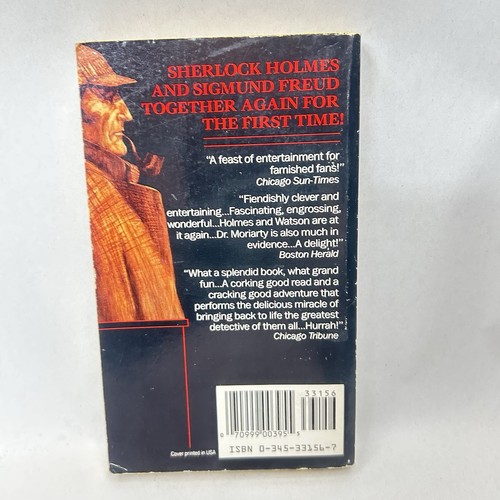 SHERLOCK HOLMES
AND SIGMUND FREUD
TOGETHER AGAIN FOR
THE FIRST TIME!
"A feast of entertainment for
famished fans!"
Chicago Sun-Times
"Fiendishly clever and
entertaining...Fascinating, engrossing,
wonderful...Holmes and Watson are at
it again...Dr. Moriarty is also much in
evidence...A delight!"
Boston Herald
"What a splendid book, what grand
fun...A corking good read and a
cracking good adventure that
performs the delicious miracle of
bringing back to life the greatest
detective of them all...Hurrah!"
Chicago Tribune
33156
0 70999 00395 5
ISBN 0-345-33156-7
Cover printed in USA